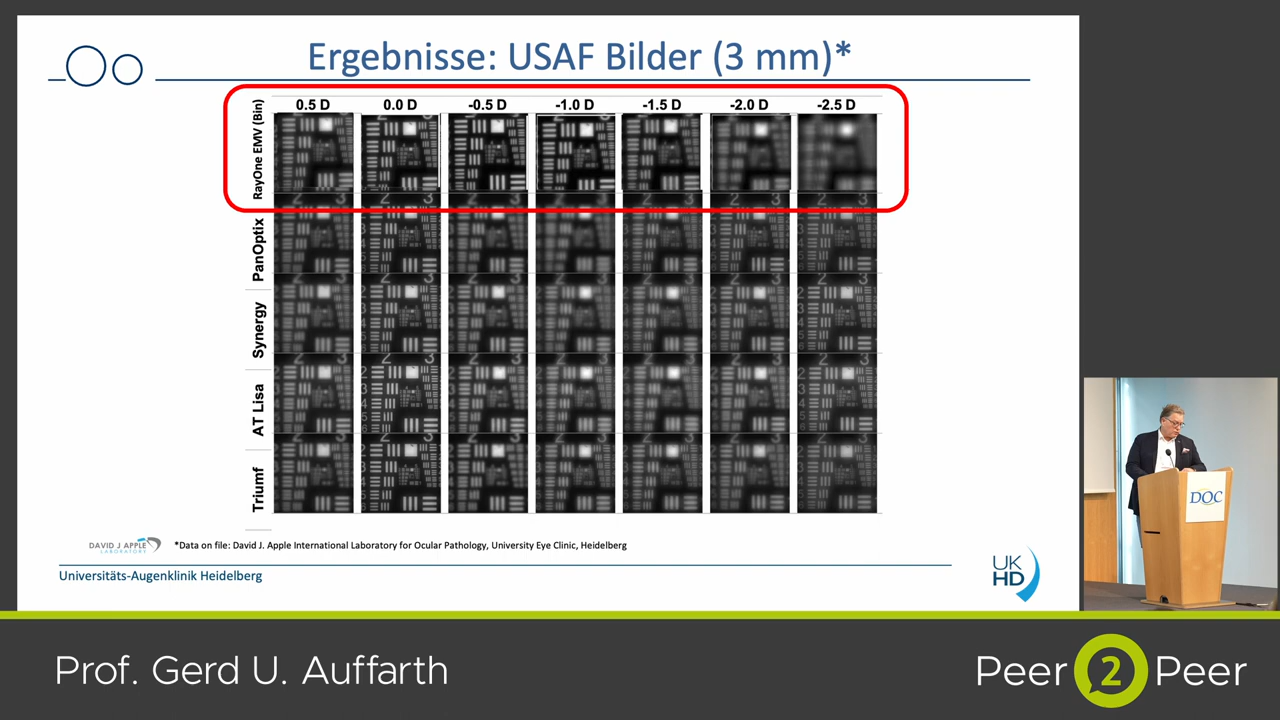 Ergebnisse: USAF Bilder (3 mm)*
0.5 D 0.0 D -0.5 D -1.0 D -1.5 D -2.0 D -2.5 D
RayOne EMV (Bin)
PanOptix
Synergy
AT Lisa
Triumf
DAVID J APPLE
LABORATORY
*Data on file: David J. Apple International Laboratory for Ocular Pathology, University Eye Clinic, Heidelberg
Universitäts-Augenklinik Heidelberg
UK
HD
DOC
Prof. Gerd U. Auffarth
Peer 2 Peer